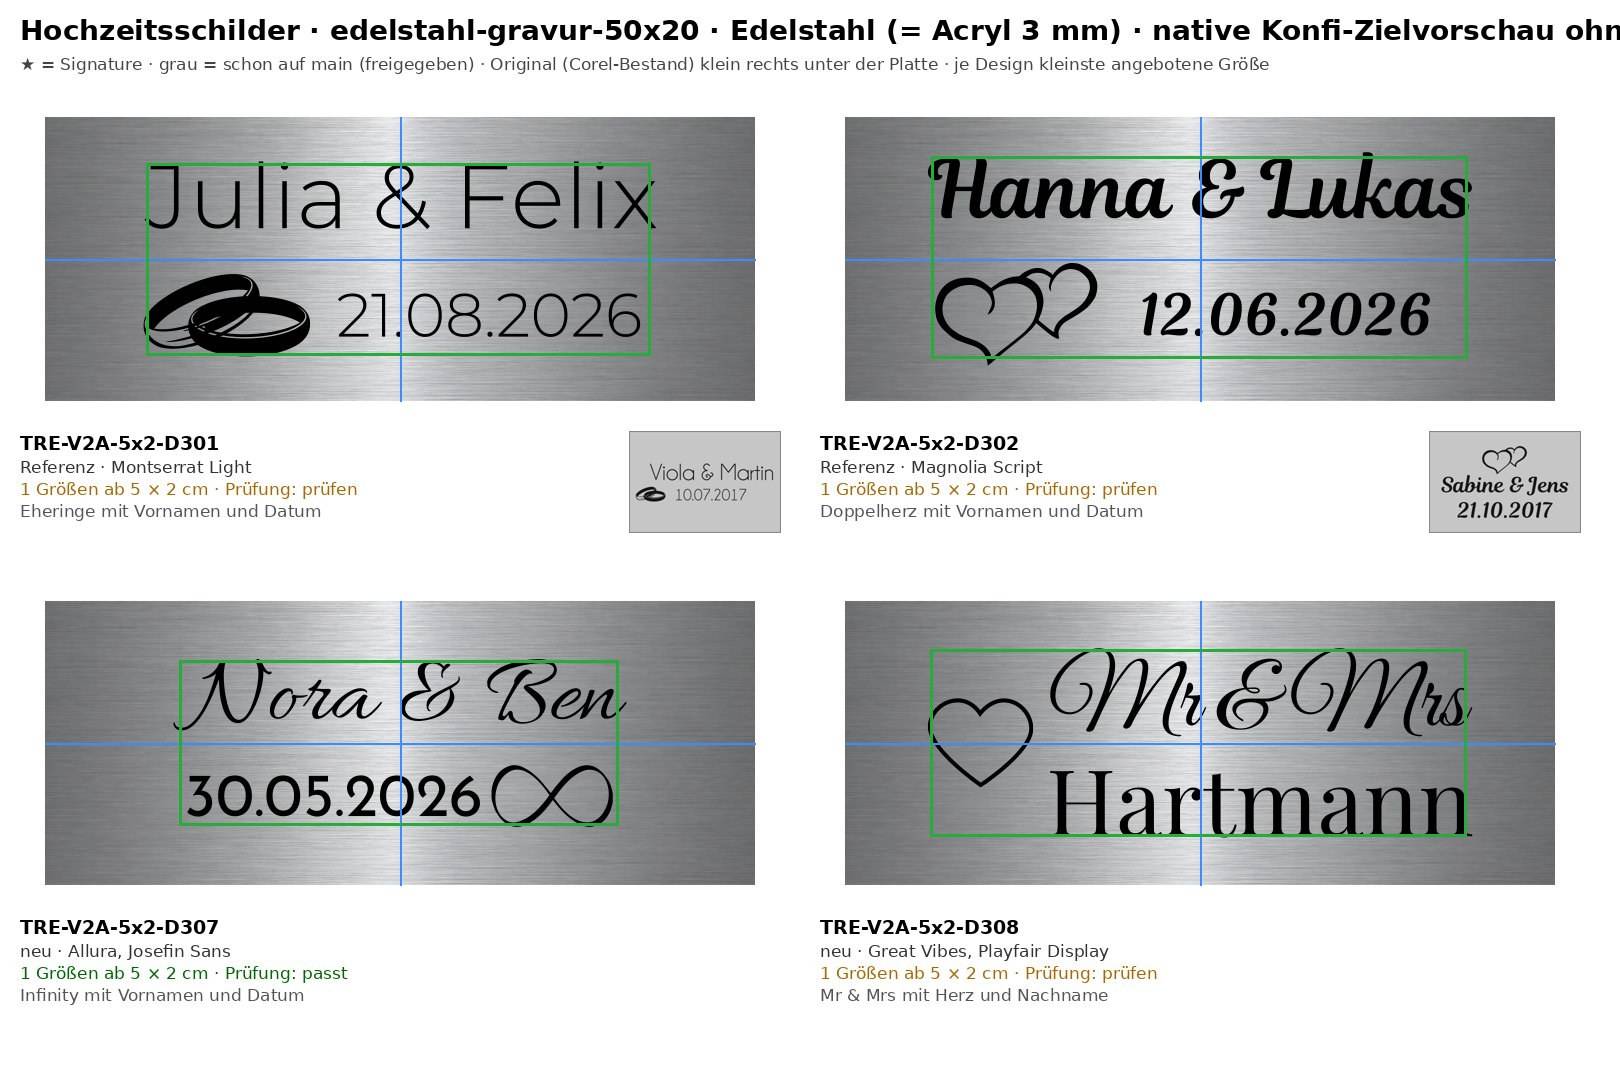 Hochzeitsschilder · edelstahl-gravur-50x20 · Edelstahl (= Acryl 3 mm) · native Konfi-Zielvorschau ohn
★ = Signature · grau = schon auf main (freigegeben) · Original (Corel-Bestand) klein rechts unter der Platte · je Design kleinste angebotene Größe
Julia & Felix
21.08.2026
TRE-V2A-5x2-D301
Referenz · Montserrat Light
1 Größen ab 5 × 2 cm · Prüfung: prüfen
Eheringe mit Vornamen und Datum
Viola & Martin
10.07.2017
Hanna & Lukas
12.06.2026
TRE-V2A-5x2-D302
Referenz · Magnolia Script
1 Größen ab 5 × 2 cm · Prüfung: prüfen
Doppelherz mit Vornamen und Datum
Sabine & Jens
21.10.2017
Nora & Ben
30.05.2026
TRE-V2A-5x2-D307
neu · Allura, Josefin Sans
1 Größen ab 5 × 2 cm · Prüfung: passt
Infinity mit Vornamen und Datum
Mr & Mrs
Hartmann
TRE-V2A-5x2-D308
neu · Great Vibes, Playfair Display
1 Größen ab 5 × 2 cm · Prüfung: prüfen
Mr & Mrs mit Herz und Nachname